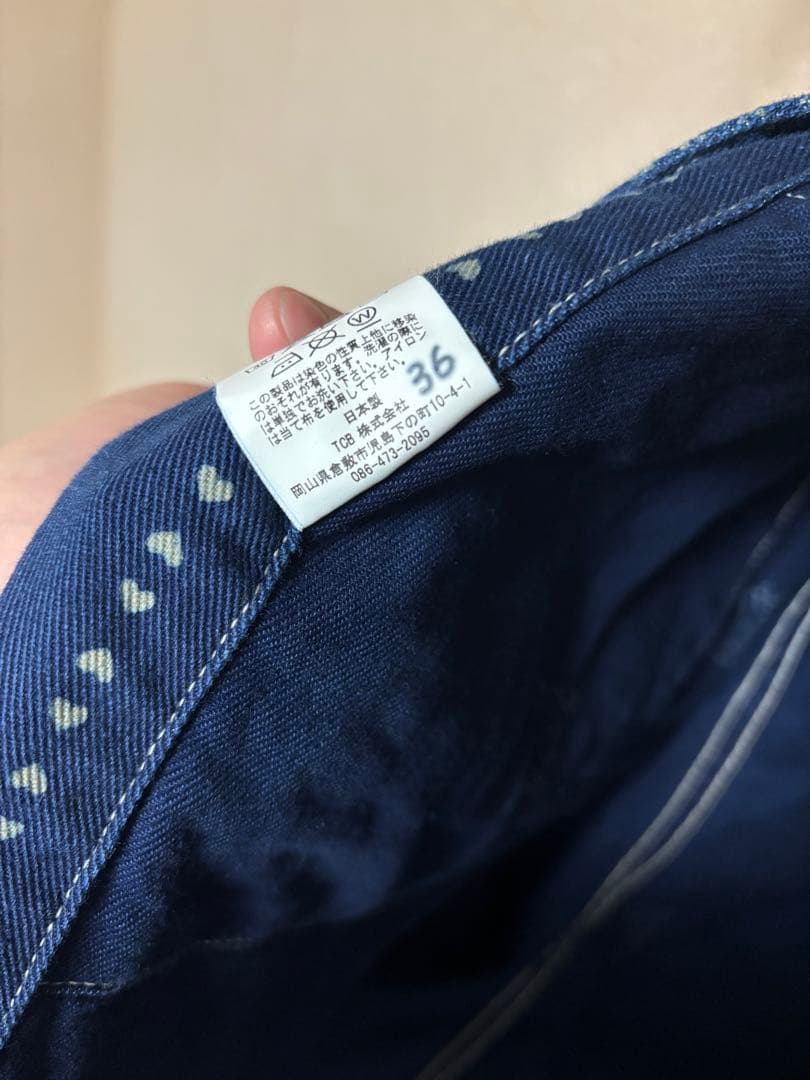 この製品は染色の性質上他に移染
のおそれが有ります。洗濯の際に
は単独でお洗い下さい。アイロン
は当て布を使用して下さい。
日本製
36
TCB 株式会社
岡山県倉敷市児島下の町10-4-1
086-473-2095